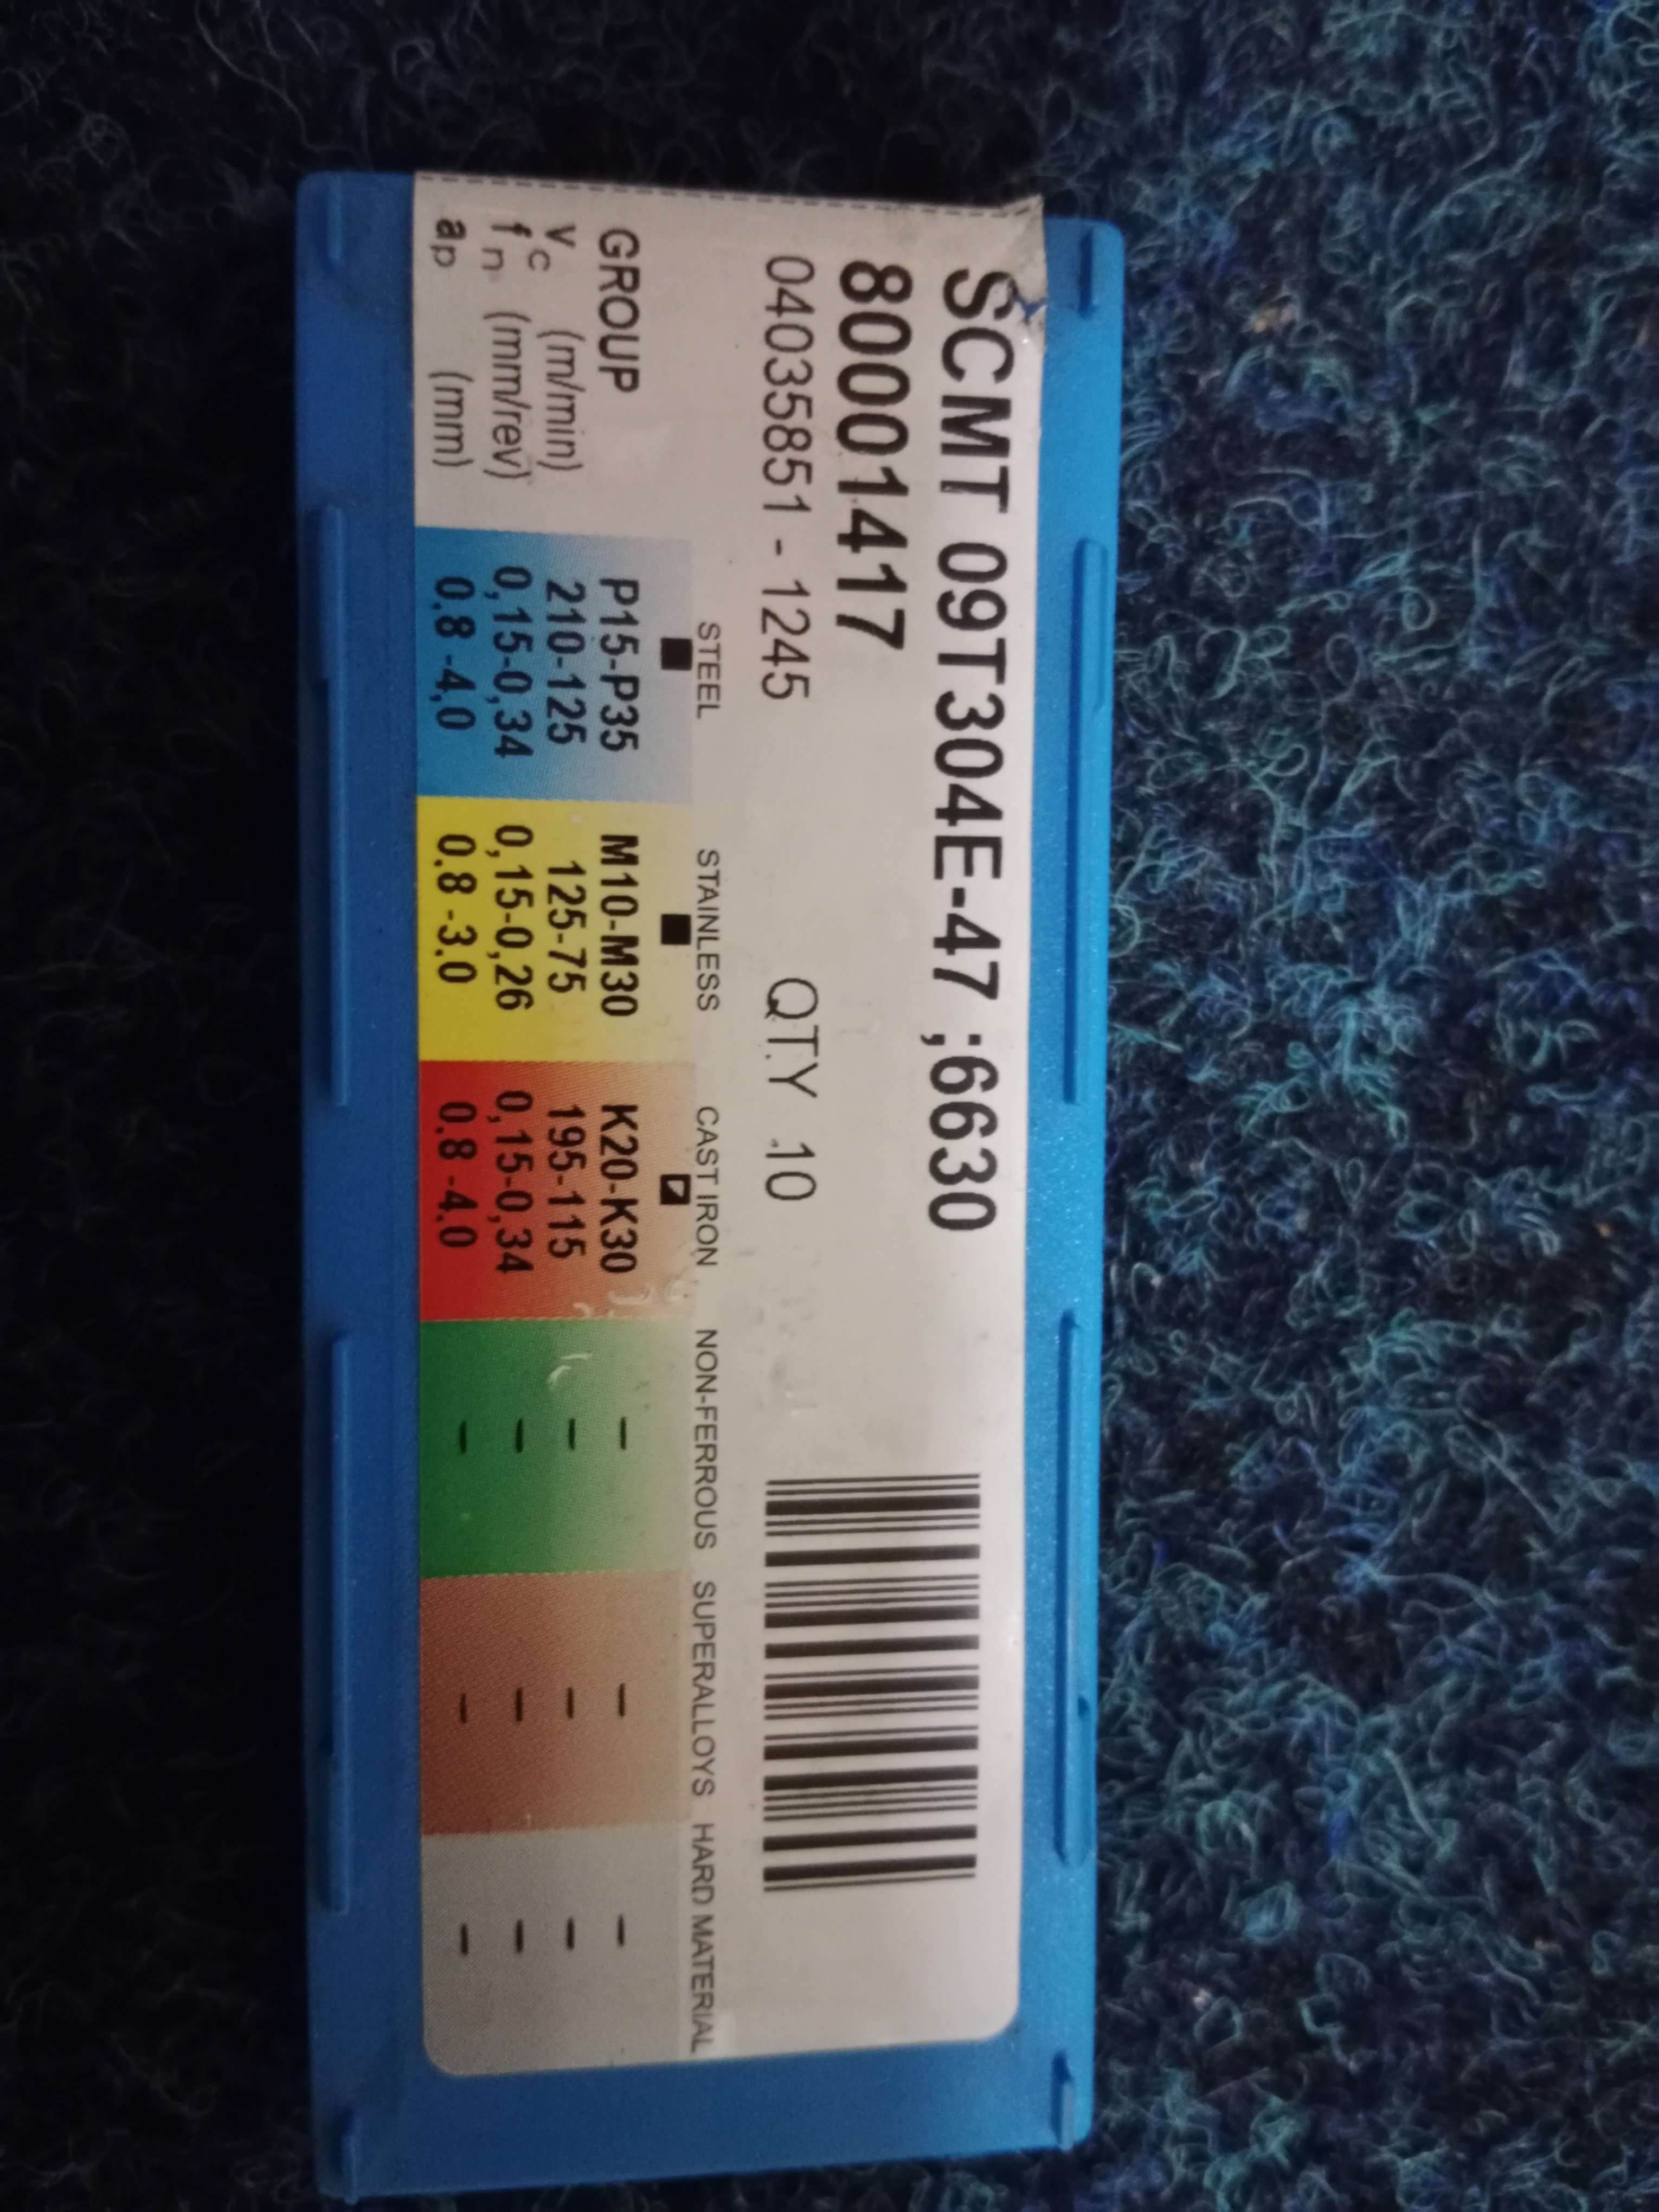 SCMT 09T304E-47 ;6630
80001417
04035851 - 1245 QTY .10
STEEL STAINLESS CAST IRON NON-FERROUS SUPERALLOYS HARD MATERIAL
GROUP P15-P35 M10-M30 K20-K30 – – –
vc (m/min) 210-125 125-75 195-115 – – –
fn (mm/rev) 0,15-0,34 0,15-0,26 0,15-0,34 – – –
ap (mm) 0.8 -4,0 0.8 -3.0 0.8 -4.0 – – –